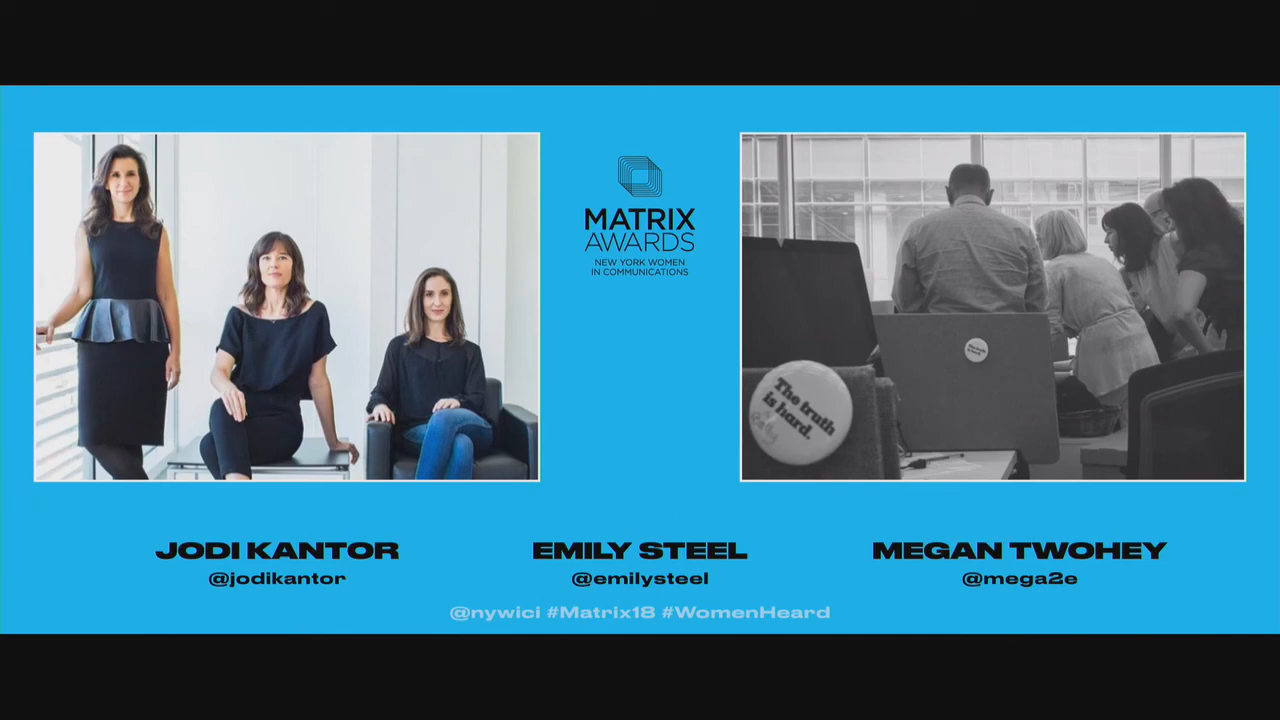 MATRIX
AWARDS
NEW YORK WOMEN
IN COMMUNICATIONS
The truth
is hard.
JODI KANTOR
@jodikantor
EMILY STEEL
@emilysteel
MEGAN TWOHEY
@mega2e
@nywici #Matrix18 #WomenHeard